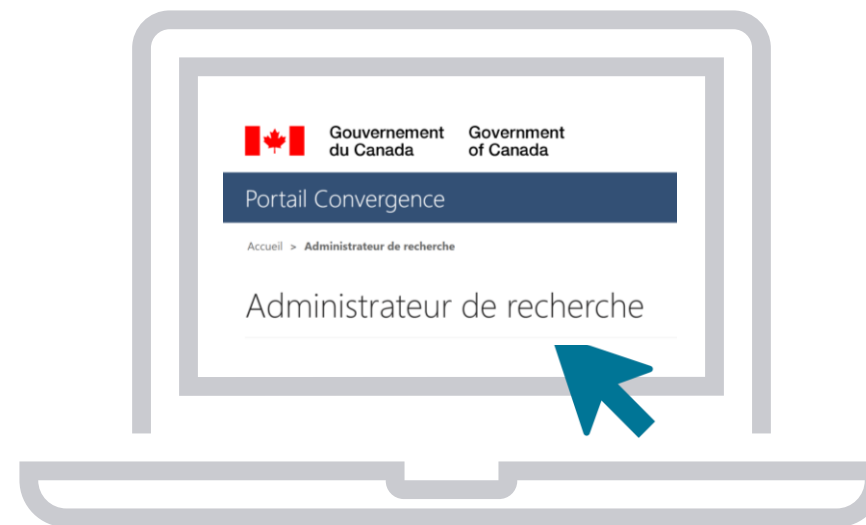 Gouvernement du Canada
Government of Canada
Portail Convergence
Accueil > Administrateur de recherche
Administrateur de recherche